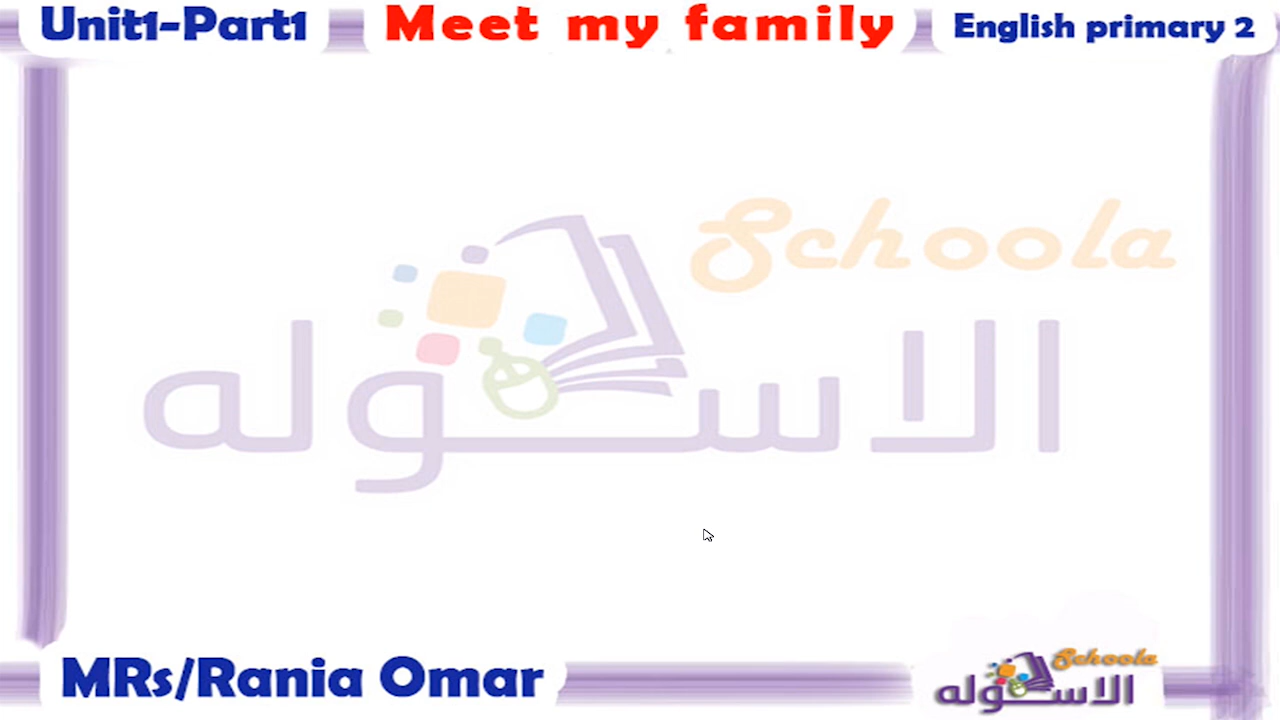 Unit1-Part1
Meet my family
English primary 2
Schoola
الاسكوله
MRs/Rania Omar
Schoola
الاسكوله